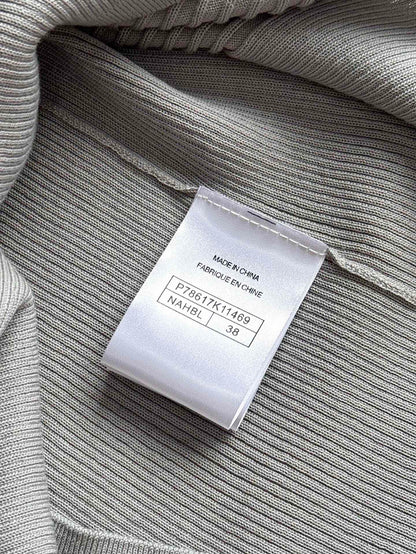 MADE IN CHINA
FABRIQUE EN CHINE
P78617K11469
NAHBL 38